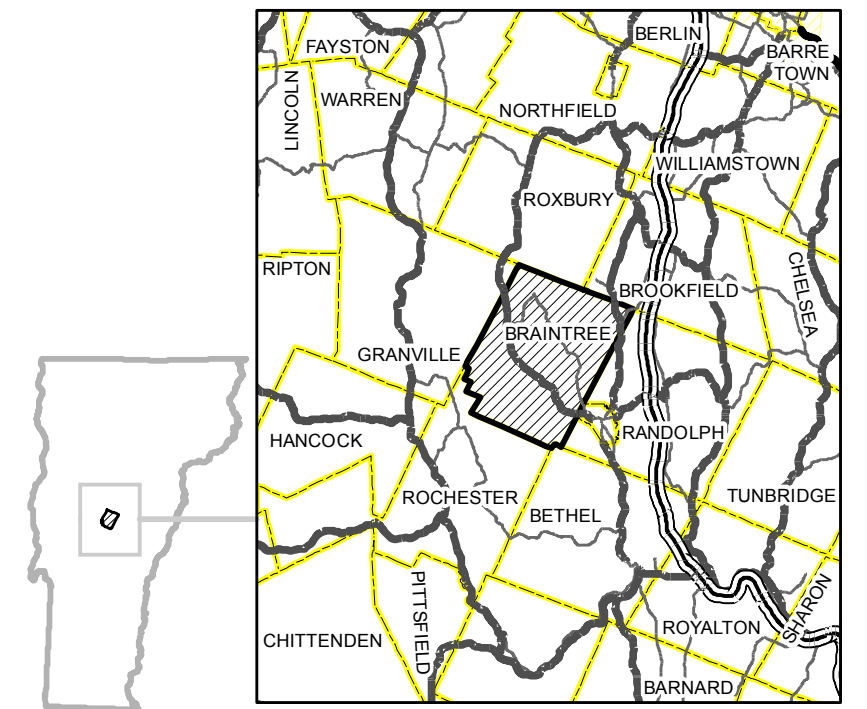 BERLIN
FAYSTON
BARRE
TOWN
LINCOLN
WARREN
NORTHFIELD
WILLIAMSTOWN
ROXBURY
RIPTON
CHELSEA
BROOKFIELD
BRAINTREE
GRANVILLE
RANDOLPH
HANCOCK
ROCHESTER
TUNBRIDGE
BETHEL
PITTSFIELD
SHARON
ROYALTON
CHITTENDEN
BARNARD